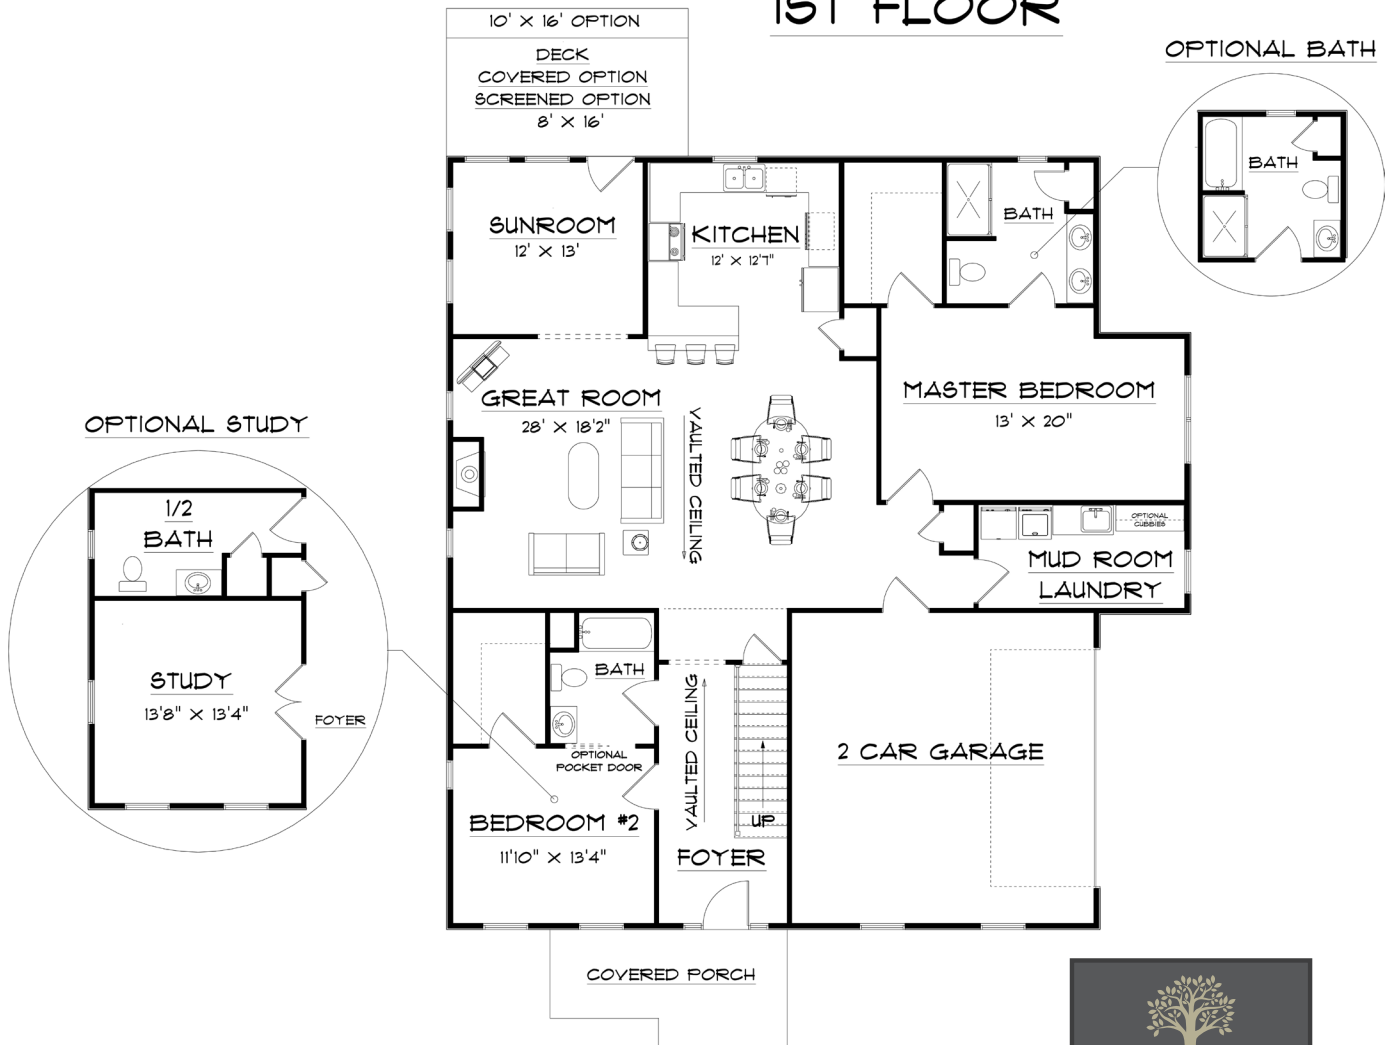 1ST FLOOR
10' X 16' OPTION
DECK
COVERED OPTION
SCREENED OPTION
8' X 16'
OPTIONAL BATH
BATH
SUNROOM
12' X 13'
KITCHEN
12' X 12'7"
BATH
GREAT ROOM
28' X 18'2"
VAULTED CEILING
MASTER BEDROOM
13' X 20"
OPTIONAL STUDY
1/2
BATH
STUDY
13'8" X 13'4"
FOYER
OPTIONAL
CUBBIES
MUD ROOM
LAUNDRY
BATH
OPTIONAL
POCKET DOOR
VAULTED CEILING
UP
2 CAR GARAGE
BEDROOM #2
11'10" X 13'4"
FOYER
COVERED PORCH